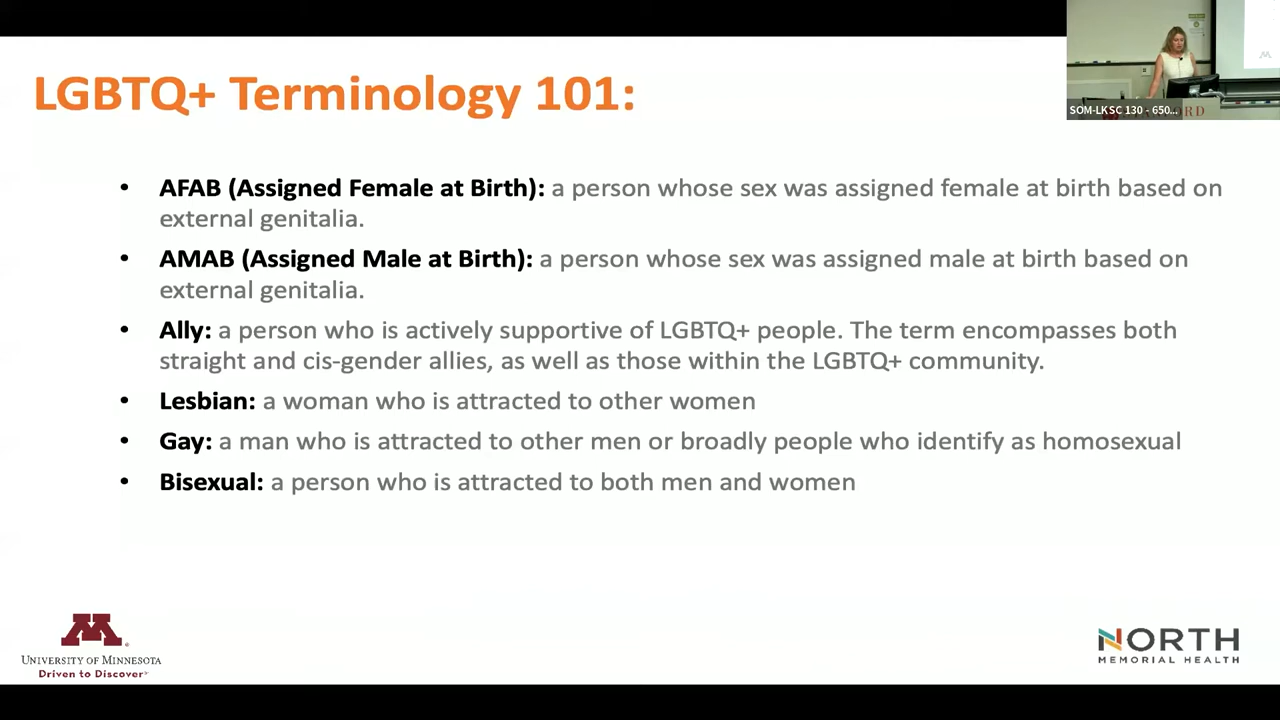 LGBTQ+ Terminology 101:
SOM-LKSC 130 - 650...
• AFAB (Assigned Female at Birth): a person whose sex was assigned female at birth based on
external genitalia.
• AMAB (Assigned Male at Birth): a person whose sex was assigned male at birth based on
external genitalia.
• Ally: a person who is actively supportive of LGBTQ+ people. The term encompasses both
straight and cis-gender allies, as well as those within the LGBTQ+ community.
• Lesbian: a woman who is attracted to other women
• Gay: a man who is attracted to other men or broadly people who identify as homosexual
• Bisexual: a person who is attracted to both men and women
M
UNIVERSITY OF MINNESOTA
Driven to Discover
NORTH
MEMORIAL HEALTH